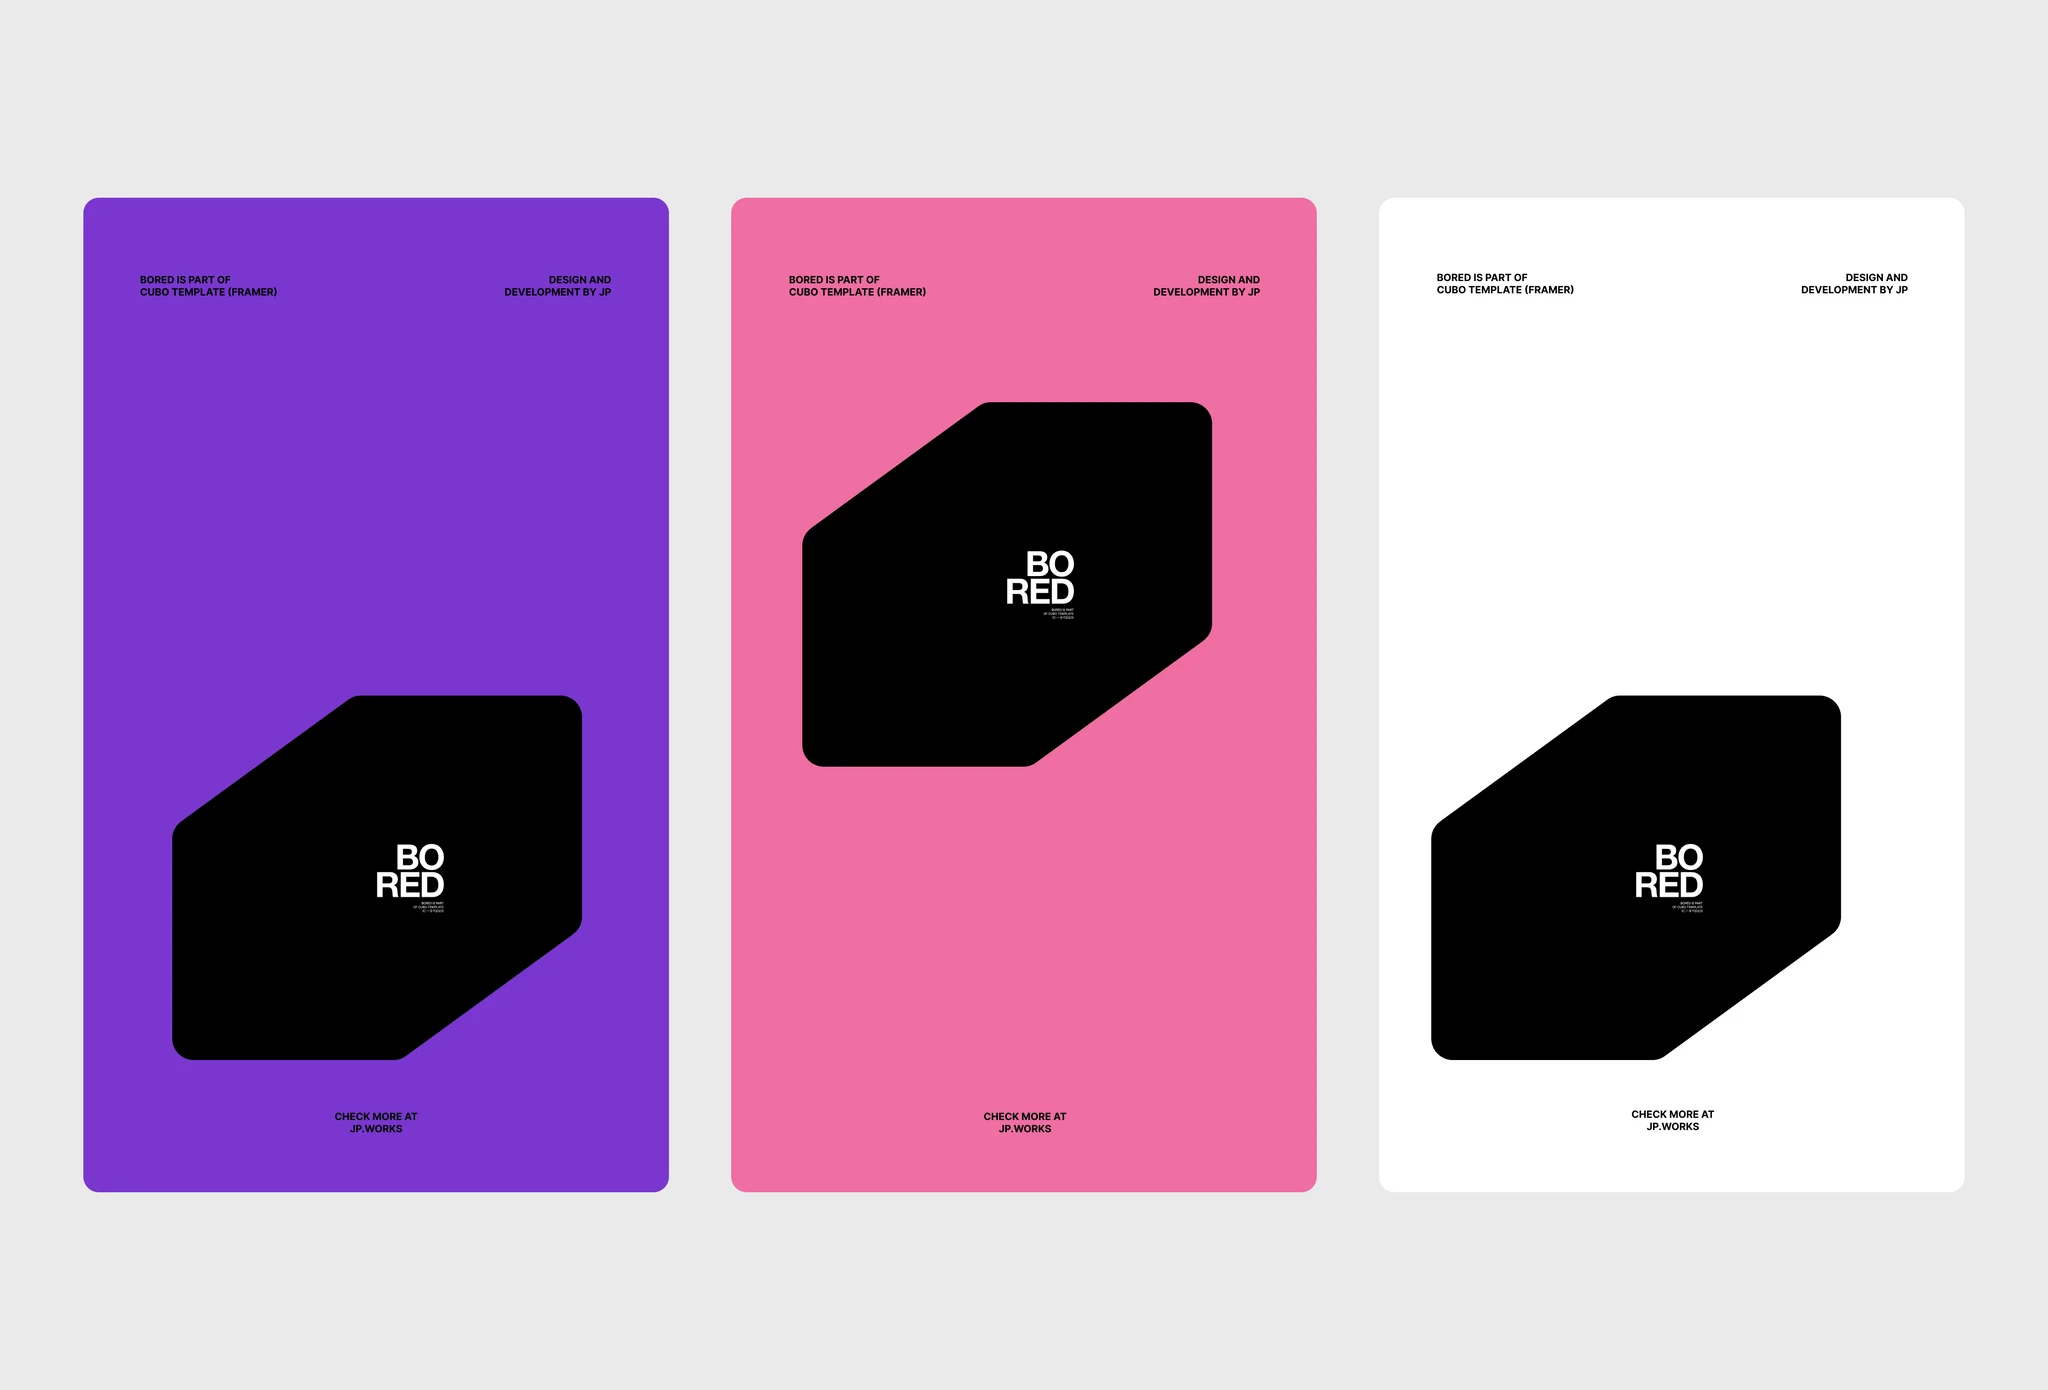 BORED IS PART OF
CUBO TEMPLATE (FRAMER)
DESIGN AND
DEVELOPMENT BY JP
BO
RED
BORED IS PART
OF CUBO TEMPLATE
CHECK MORE AT
JP.WORKS
BORED IS PART OF
CUBO TEMPLATE (FRAMER)
DESIGN AND
DEVELOPMENT BY JP
BO
RED
BORED IS PART
OF CUBO TEMPLATE
CHECK MORE AT
JP.WORKS
BORED IS PART OF
CUBO TEMPLATE (FRAMER)
DESIGN AND
DEVELOPMENT BY JP
BO
RED
BORED IS PART
OF CUBO TEMPLATE
CHECK MORE AT
JP.WORKS